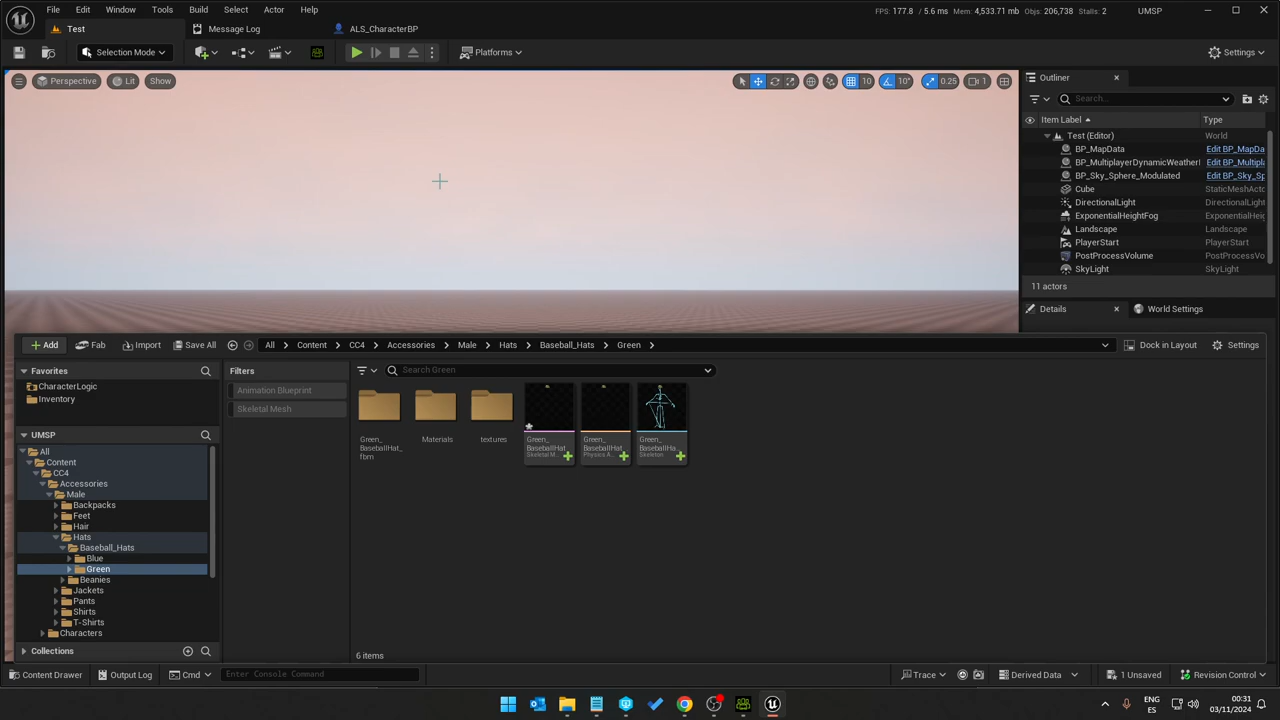 File Edit Window Tools Build Select Actor Help
FPS: 177.8 / 5.6 ms Mem: 4,533.71 mb Objs: 206,738 Stalls: 2
UMSP
Test
Message Log
ALS_CharacterBP
Selection Mode
Platforms
Settings
Perspective
Lit
Show
10
10°
0.25
1
Outliner
Search...
Item Label
Type
Test (Editor) World
BP_MapData Edit BP_MapDa
BP_MultiplayerDynamicWeatherI Edit BP_Multipla
BP_Sky_Sphere_Modulated Edit BP_Sky_Sp
Cube StaticMeshActo
DirectionalLight DirectionalLight
ExponentialHeightFog ExponentialHeig
Landscape Landscape
PlayerStart PlayerStart
PostProcessVolume PostProcessVo
SkyLight SkyLight
11 actors
Details
World Settings
Add
Fab
Import
Save All
All > Content > CC4 > Accessories > Male > Hats > Baseball_Hats > Green >
Dock in Layout
Settings
Favorites
CharacterLogic
Inventory
UMSP
All
Content
CC4
Accessories
Male
Backpacks
Feet
Hair
Hats
Baseball_Hats
Blue
Green
Beanies
Jackets
Pants
Shirts
T-Shirts
Characters
Collections
Filters
Animation Blueprint
Skeletal Mesh
Search Green
Green_
BaseballHat_
fbm
Materials
textures
Green_
BaseballHat
Skeletal M...
Green_
BaseballHat
Physics A...
Green_
BaseballHa
Skeleton
6 items
Content Drawer
Output Log
Cmd
Enter Console Command
Trace
Derived Data
1 Unsaved
Revision Control
ENG
ES
00:31
03/11/2024